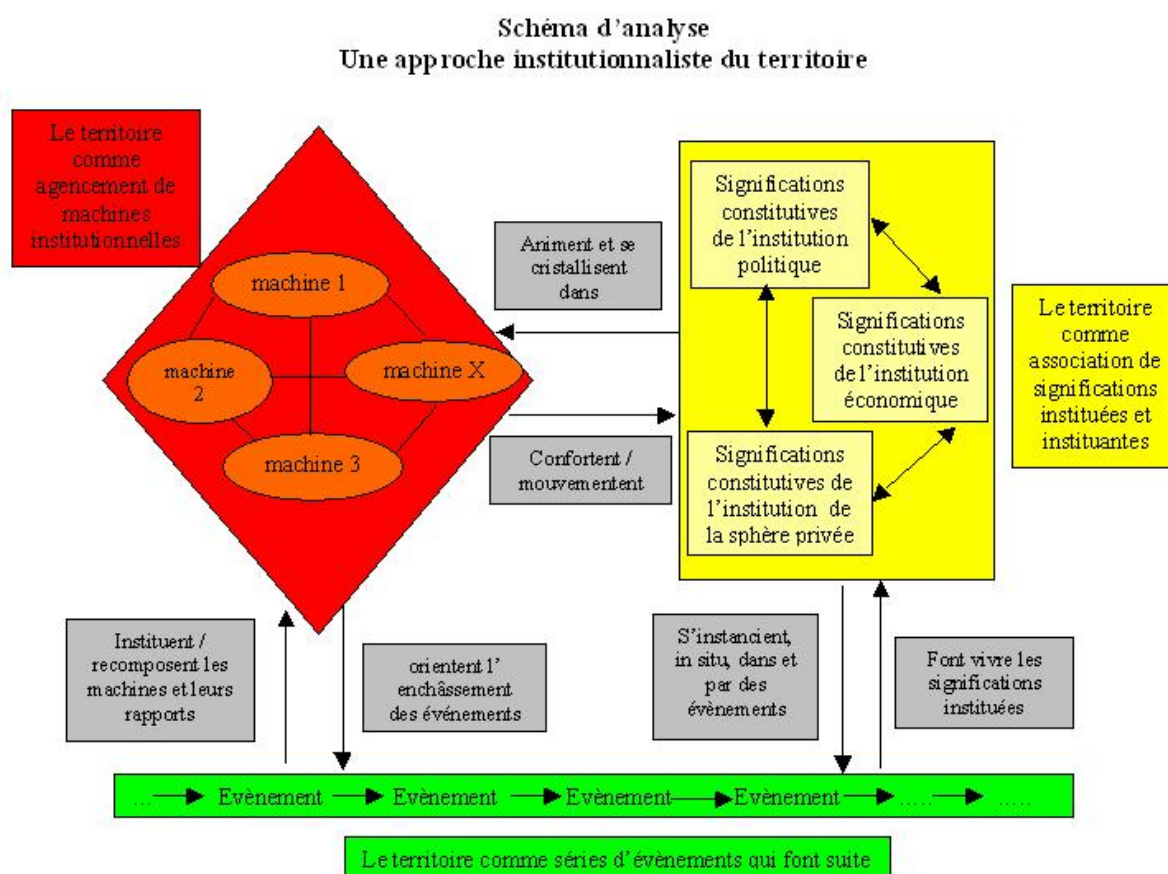 Schéma d'analyse
Une approche institutionnaliste du territoire
Le territoire
comme
agencement de
machines
institutionnelles
machine 1
machine
2
machine X
machine 3
Animent et se
cristallisent
dans
Confortent /
mouvementent
Significations
constitutives
de l'institution
politique
Significations
constitutives
de l'institution
économique
Significations
constitutives de
l'institution de
la sphère privée
Le territoire
comme
association de
significations
instituées et
instituantes
Instituent /
recomposent les
machines et leurs
rapports
orientent l'
enchâssement
des événements
S'instancient,
in situ, dans et
par des
évènements
Font vivre les
significations
instituées
... Evènement Evènement Evènement Evènement ..... .....
Le territoire comme séries d'évènements qui font suite